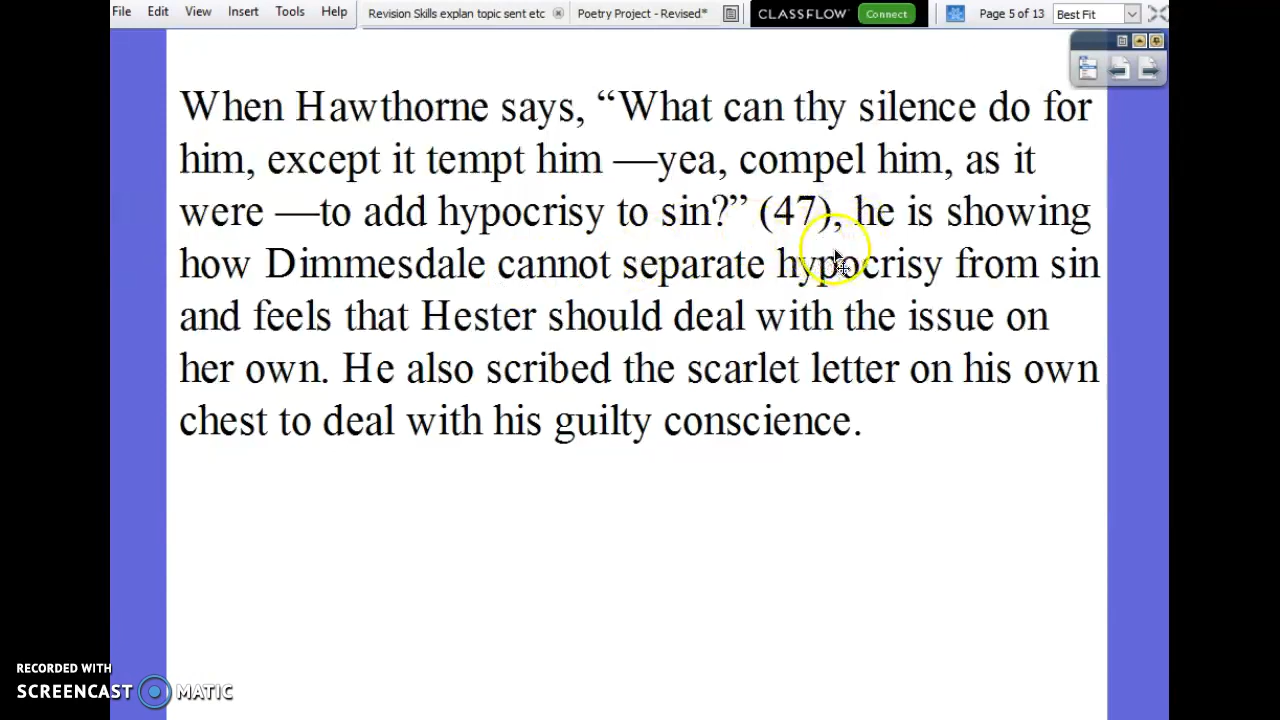 File Edit View Insert Tools Help Revision Skills explan topic sent etc Poetry Project - Revised* CLASSFLOW Connect Page 5 of 13 Best Fit
When Hawthorne says, “What can thy silence do for
him, except it tempt him —yea, compel him, as it
were —to add hypocrisy to sin?” (47), he is showing
how Dimmesdale cannot separate hypocrisy from sin
and feels that Hester should deal with the issue on
her own. He also scribed the scarlet letter on his own
chest to deal with his guilty conscience.
RECORDED WITH
SCREENCAST MATIC